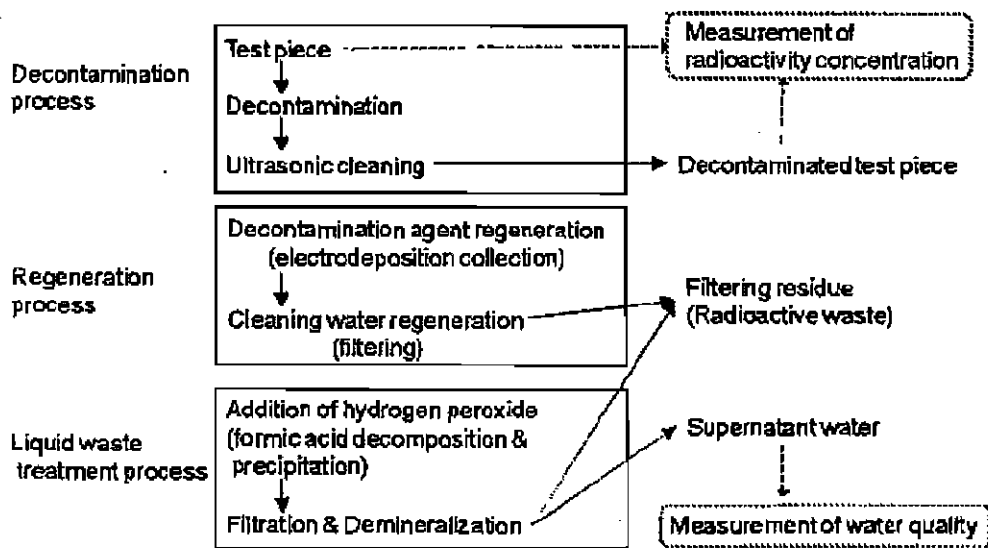 Decontamination
process
Test piece
Decontamination
Ultrasonic cleaning
Measurement of
radioactivity concentration
Decontaminated test piece
Regeneration
process
Decontamination agent regeneration
(electrodeposition collection)
Cleaning water regeneration
(filtering)
Filtering residue
(Radioactive waste)
Liquid waste
treatment process
Addition of hydrogen peroxide
(formic acid decomposition &
precipitation)
Filtration & Demineralization
Supernatant water
Measurement of water quality